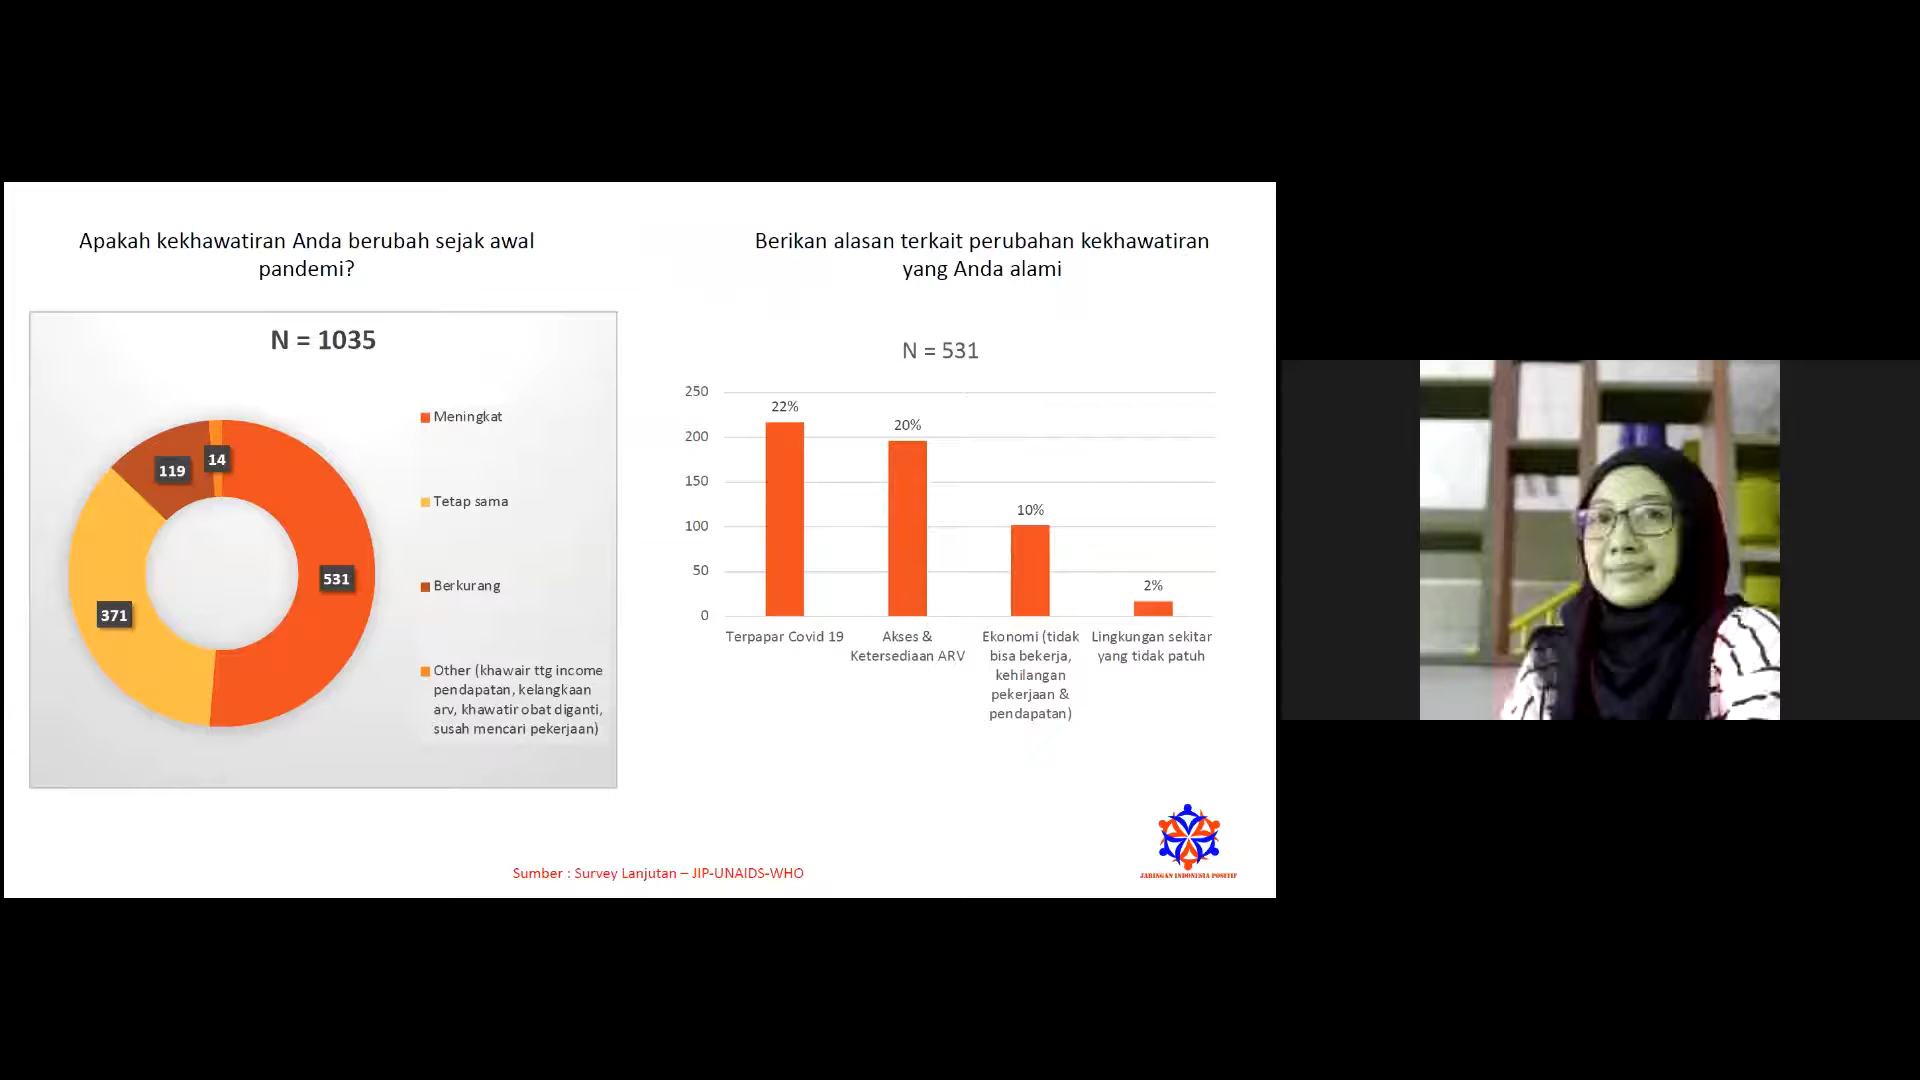 Apakah kekhawatiran Anda berubah sejak awal
pandemi?
N = 1035
14
119
531
371
Meningkat
Tetap sama
Berkurang
Other (khawair ttg income
pendapatan, kelangkaan
arv, khawatir obat diganti,
susah mencari pekerjaan)
Berikan alasan terkait perubahan kekhawatiran
yang Anda alami
N = 531
250
200
150
100
50
0
22%
20%
10%
2%
Terpapar Covid 19
Akses &
Ketersediaan ARV
Ekonomi (tidak
bisa bekerja,
kehilangan
pekerjaan &
pendapatan)
Lingkungan sekitar
yang tidak patuh
Sumber : Survey Lanjutan – JIP-UNAIDS-WHO
JARINGAN INDONESIA POSITIF